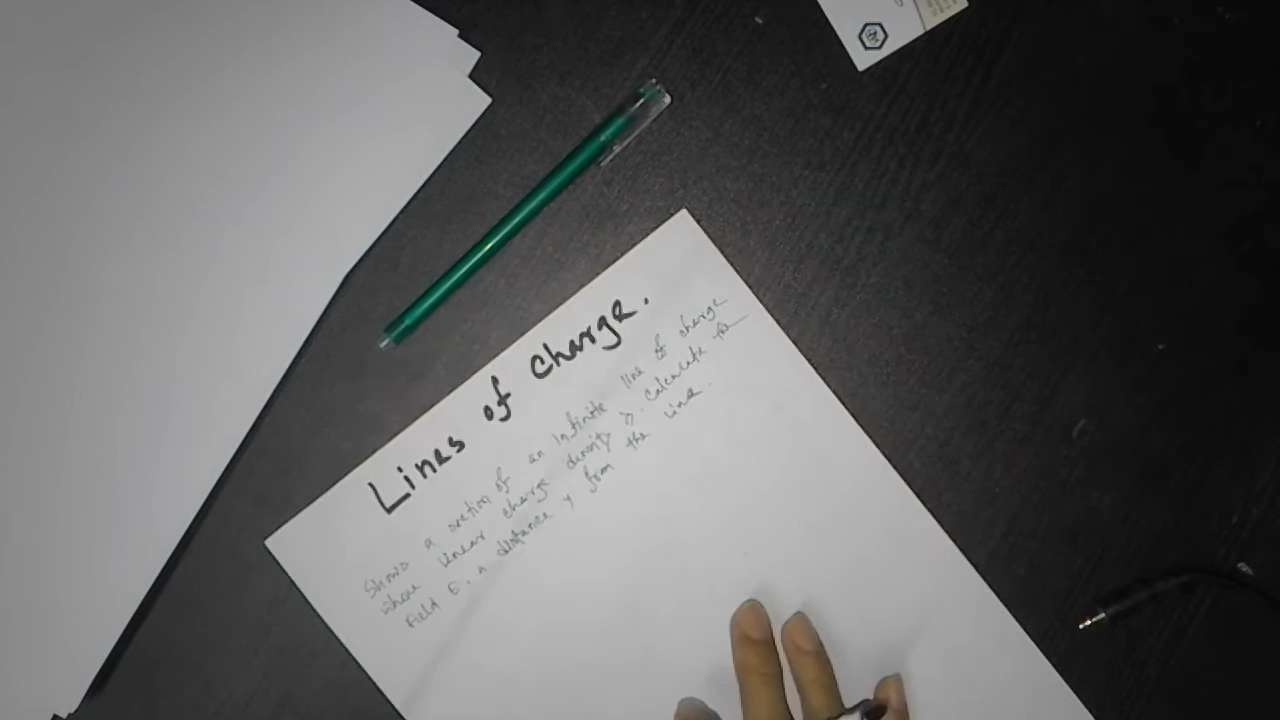 Lines of charge.
Shows a section of an infinite line of charge
whose linear charge density λ. calculate the
Field E. a distance y from the line.